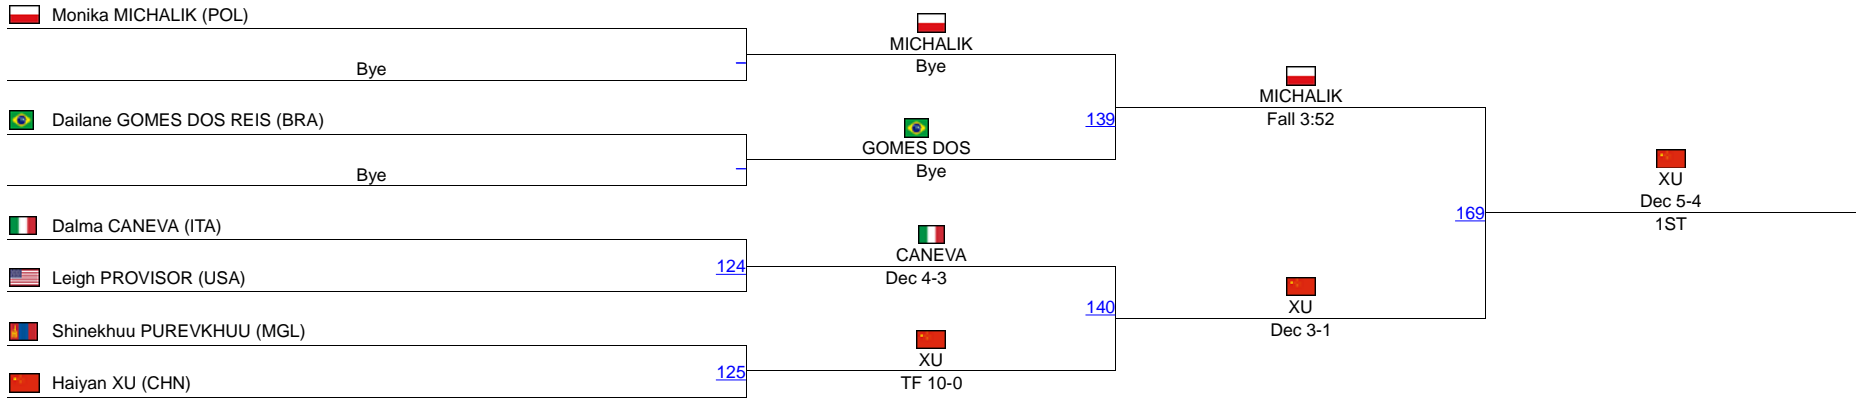 Monika MICHALIK (POL)
Bye
Dailane GOMES DOS REIS (BRA)
Bye
Dalma CANEVA (ITA)
Leigh PROVISOR (USA)
124
Shinekhuu PUREVKHUU (MGL)
Haiyan XU (CHN)
125
MICHALIK
Bye
GOMES DOS
Bye
139
CANEVA
Dec 4-3
XU
TF 10-0
140
MICHALIK
Fall 3:52
XU
Dec 3-1
169
XU
Dec 5-4
1ST